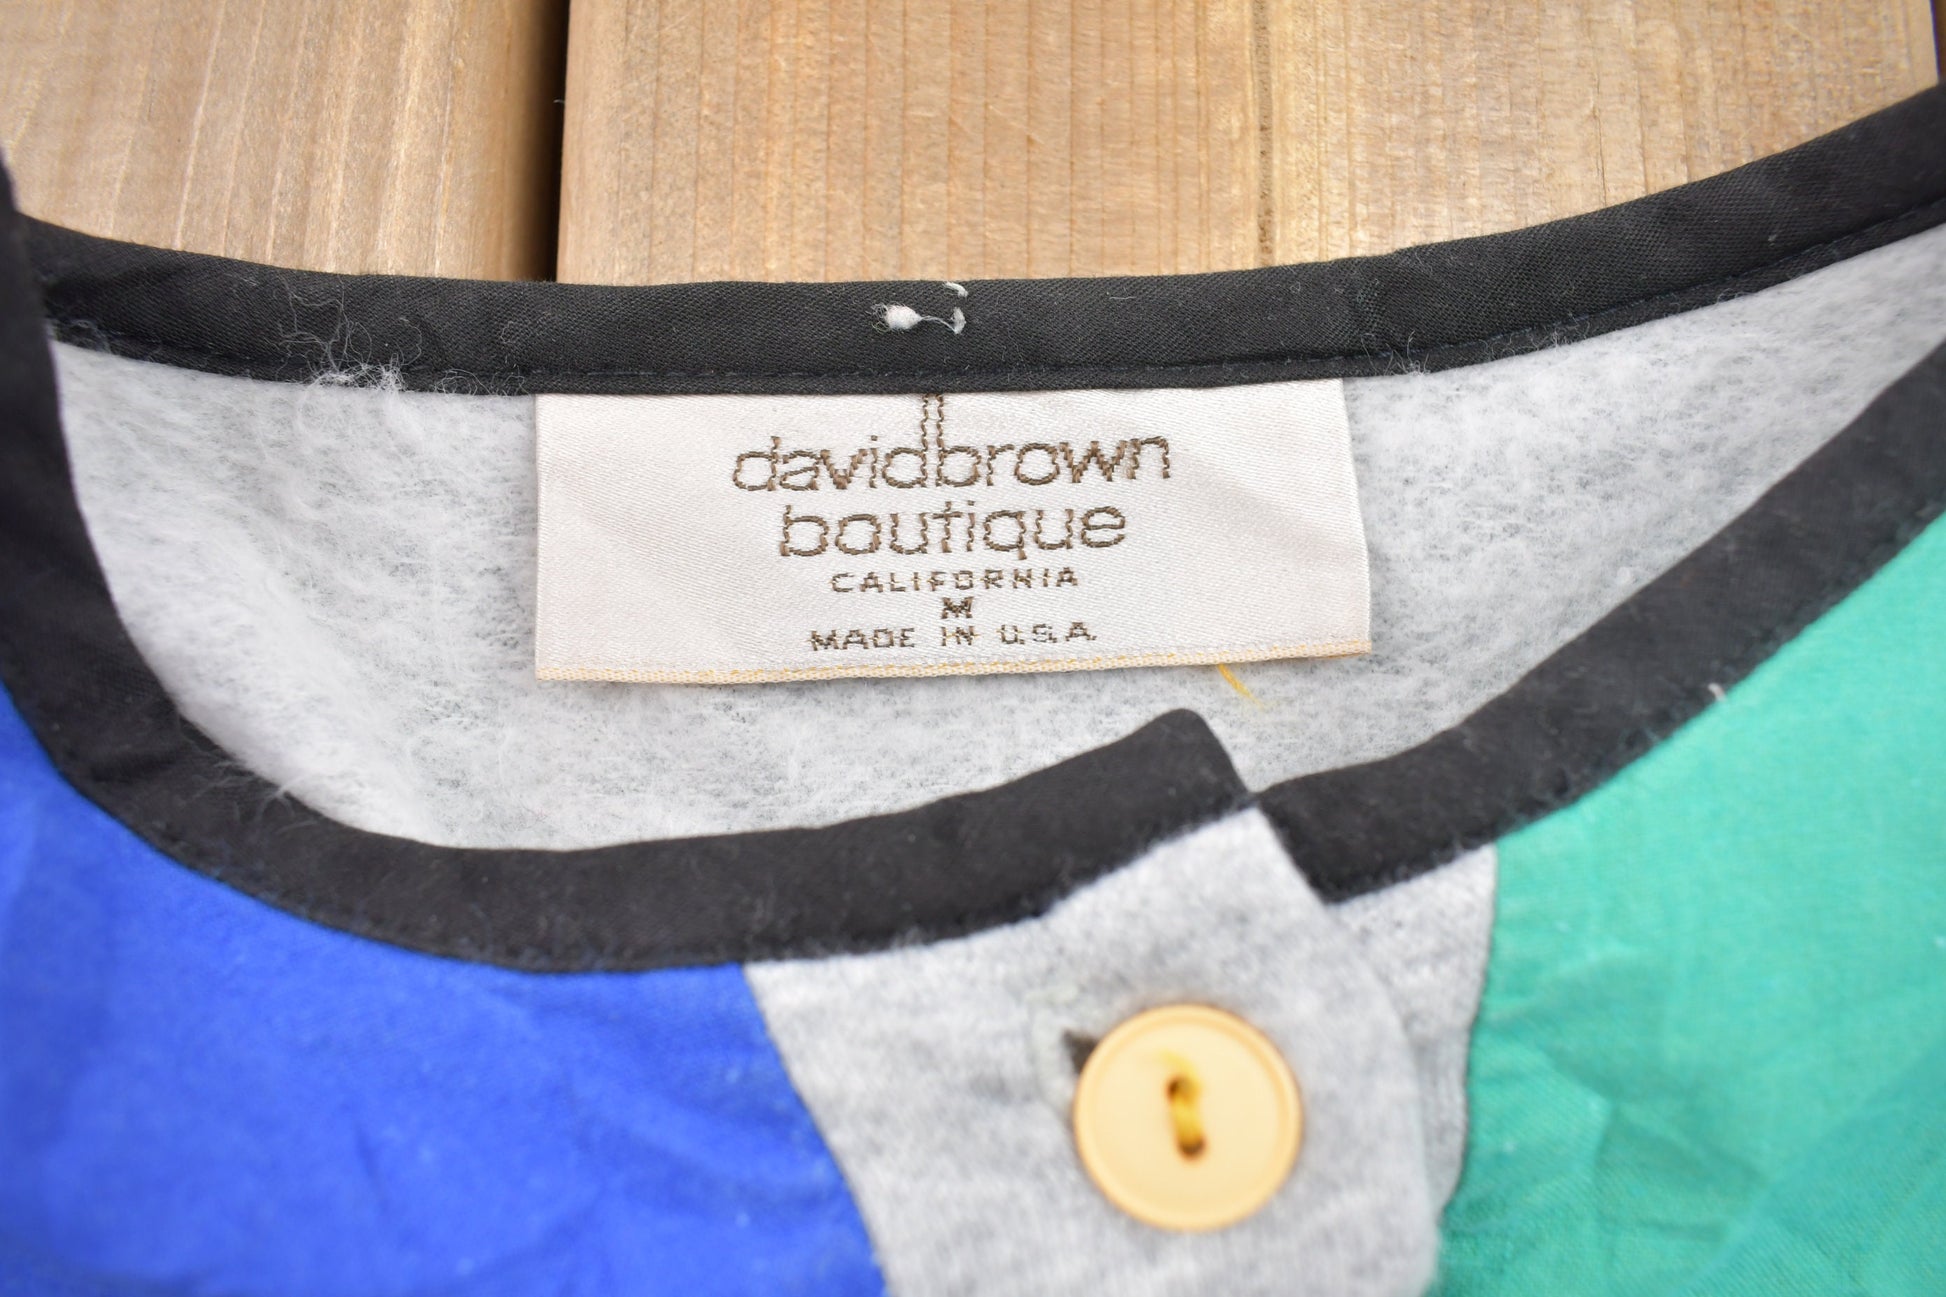 davidbrown
boutique
CALIFORNIA
M
MADE IN U.S.A.